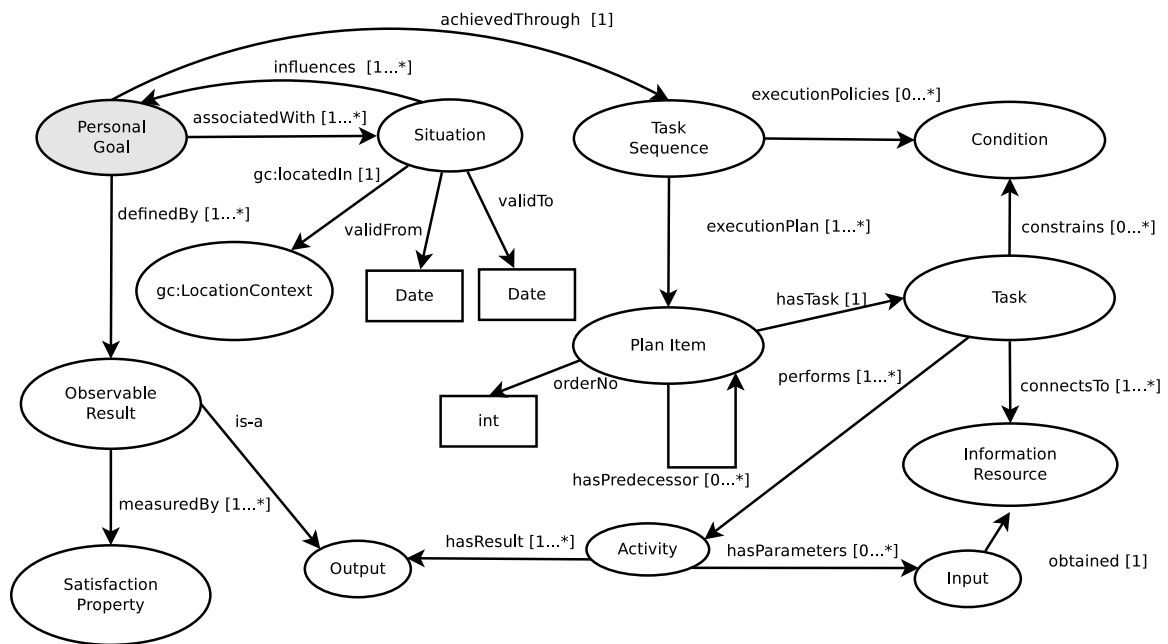 achievedThrough [1]
influences [1...*]
associatedWith [1...*]
executionPolicies [0...*]
Personal
Goal
Situation
Task
Sequence
Condition
gc:locatedIn [1]
validTo
definedBy [1...*]
validFrom
executionPlan [1...*]
constrains [0...*]
gc:LocationContext
Date
Date
hasTask [1]
Task
Plan Item
orderNo
performs [1...*]
connectsTo [1...*]
Observable
Result
is-a
int
Information
Resource
hasPredecessor [0...*]
measuredBy [1...*]
hasResult [1...*]
Activity
hasParameters [0...*]
obtained [1]
Output
Input
Satisfaction
Property